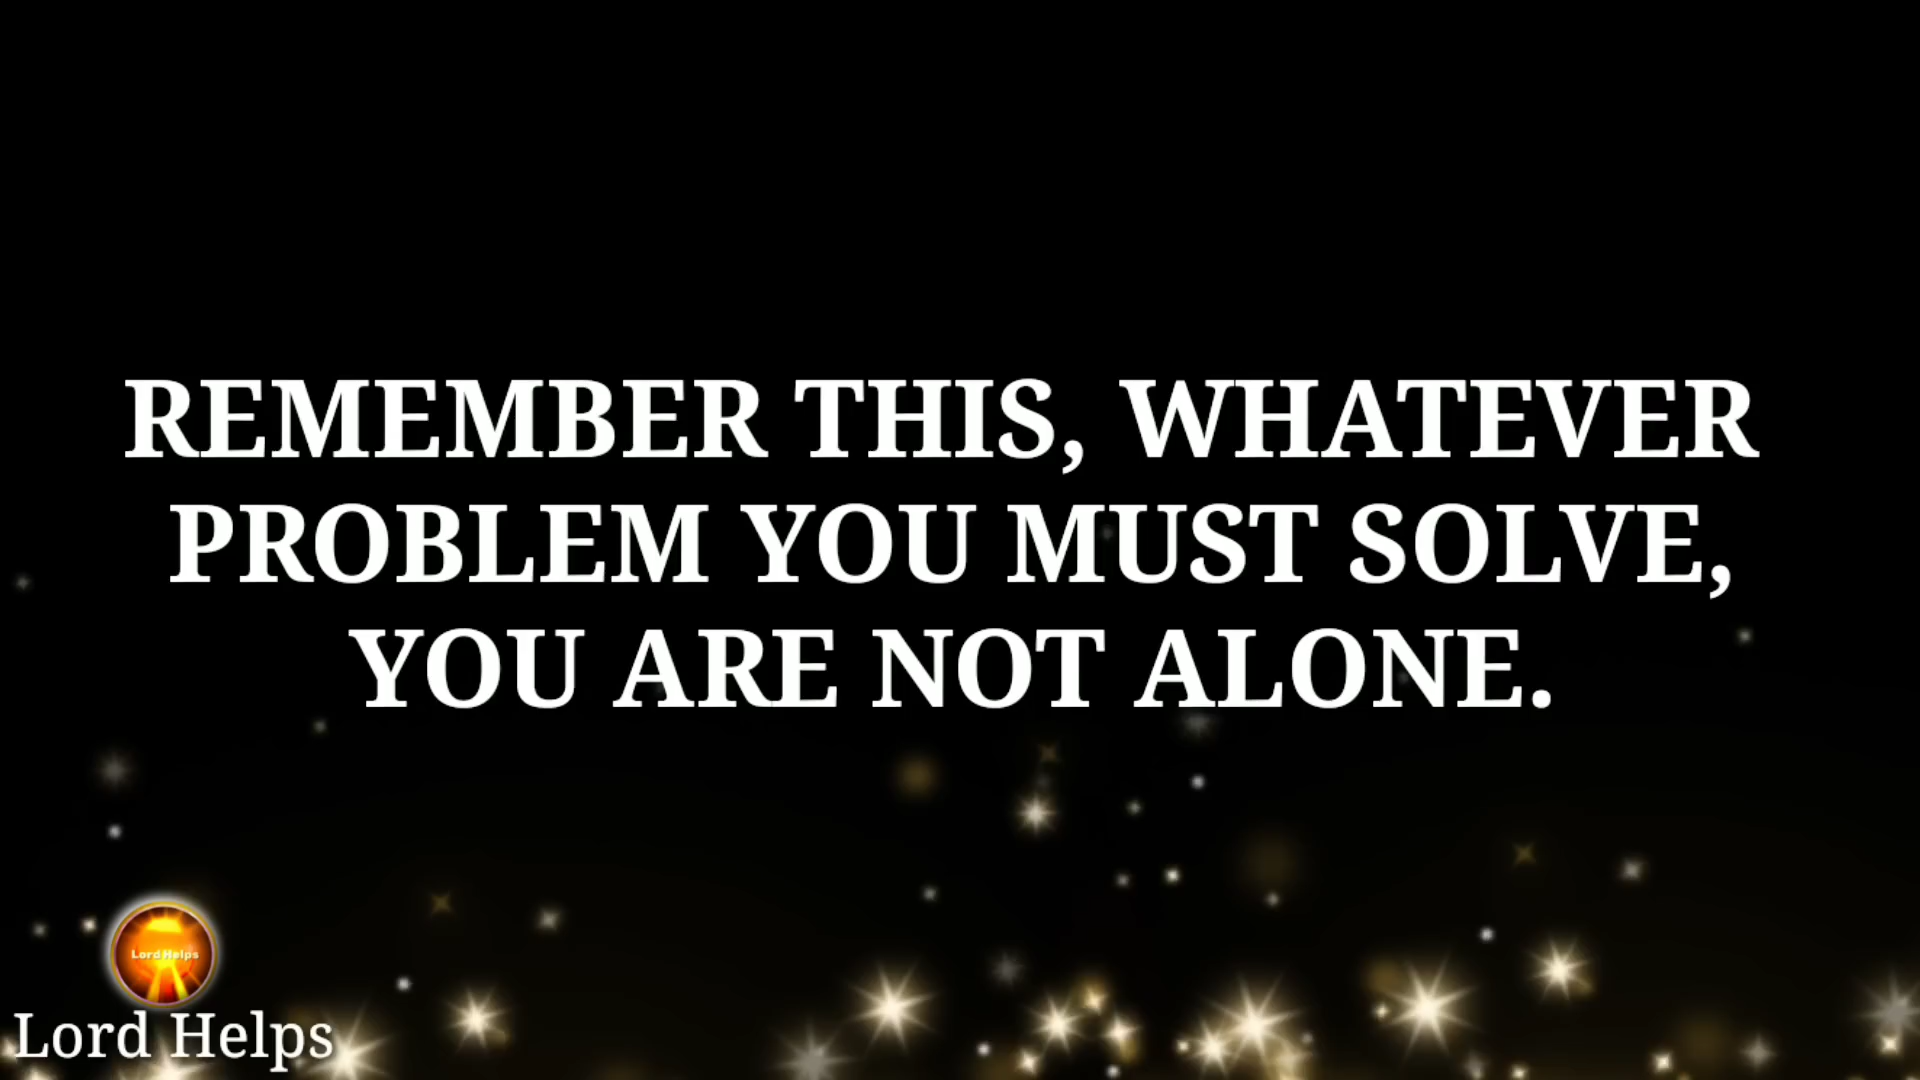 REMEMBER THIS, WHATEVER
PROBLEM YOU MUST SOLVE,
YOU ARE NOT ALONE.
Lord Helps
Lord Helps